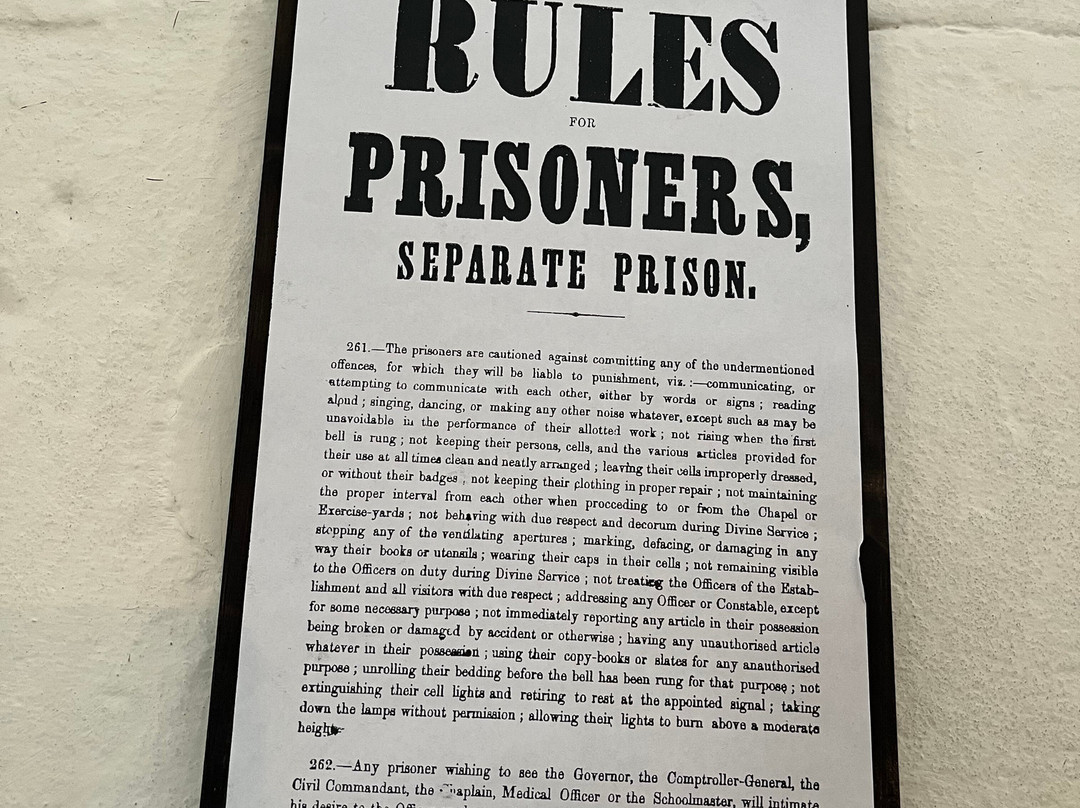 RULES
FOR
PRISONERS,
SEPARATE PRISON.
261.—The prisoners are cautioned against committing any of the undermentioned
offences, for which they will be liable to punishment, viz.:—communicating, or
attempting to communicate with each other, either by words or signs; reading
aloud; singing, dancing, or making any other noise whatever, except such as may be
unavoidable in the performance of their allotted work; not rising when the first
bell is rung; not keeping their persons, cells, and the various articles provided for
their use at all times clean and neatly arranged; leaving their cells improperly dressed,
or without their badges; not keeping their clothing in proper repair; not maintaining
the proper interval from each other when proceeding to or from the Chapel or
Exercise-yards; not behaving with due respect and decorum during Divine Service;
stopping any of the ventilating apertures; marking, defacing, or damaging in any
way their books or utensils; wearing their caps in their cells; not remaining visible
to the Officers on duty during Divine Service; not treating the Officers of the Estab-
lishment and all visitors with due respect; addressing any Officer or Constable, except
for some necessary purpose; not immediately reporting any article in their possession
being broken or damaged by accident or otherwise; having any unauthorised article
whatever in their possession; using their copy-books or slates for any anauthorised
purpose; unrolling their bedding before the bell has been rung for that purpose; not
extinguishing their cell lights and retiring to rest at the appointed signal; taking
down the lamps without permission; allowing their lights to burn above a moderate
height
262.—Any prisoner wishing to see the Governor, the Comptroller-General, the
Civil Commandant, the Chaplain, Medical Officer or the Schoolmaster, will intimate
his desire to the